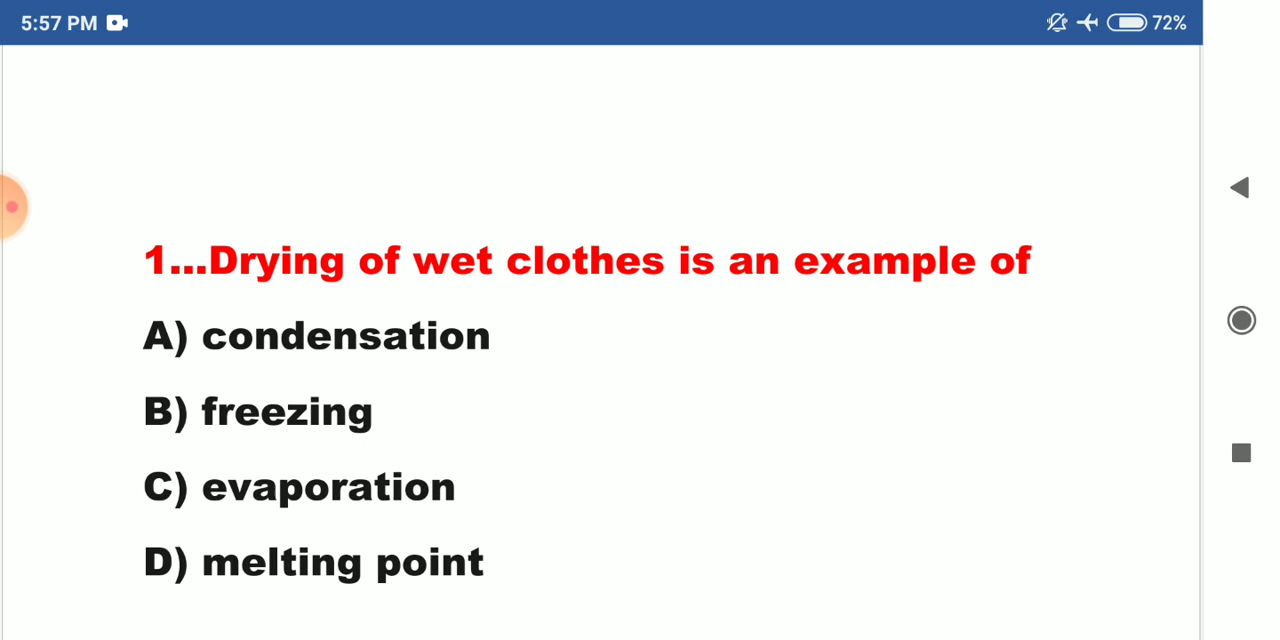 5:57 PM
72%
1...Drying of wet clothes is an example of
A) condensation
B) freezing
C) evaporation
D) melting point